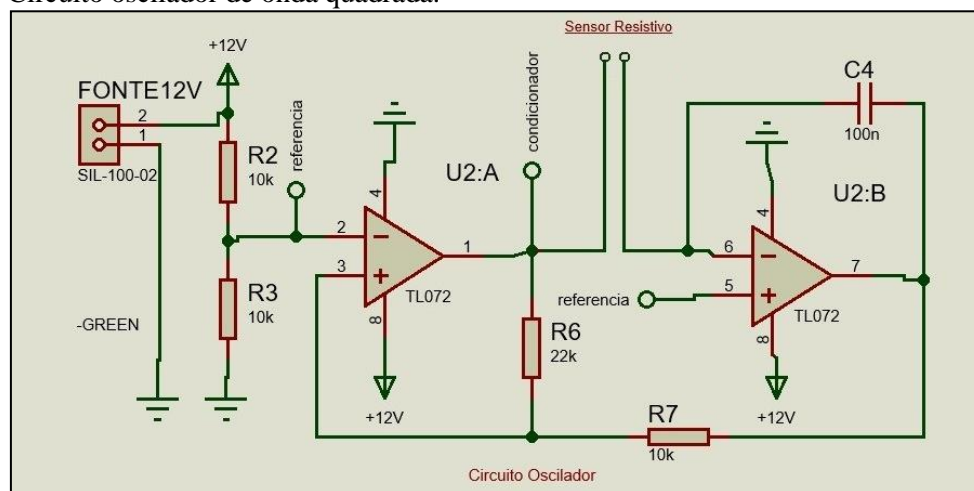 Circuito oscilador de onda quadrada.
Sensor Resistivo
+12V
FONTE12V
2
1
SIL-100-02
R2
10k
referencia
R3
10k
-GREEN
U2:A
4
2
3
1
8
TL072
+12V
condicionador
R6
22k
C4
100n
U2:B
4
6
5
7
8
TL072
referencia
+12V
R7
10k
Circuito Oscilador